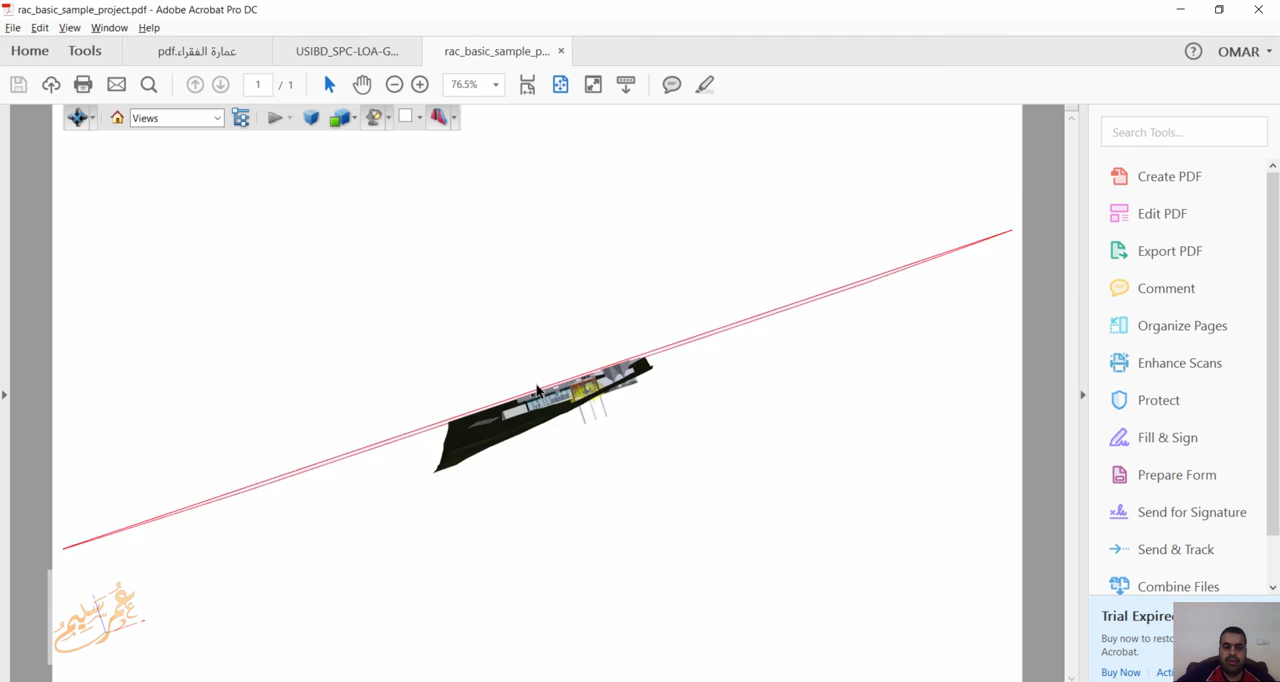 rac_basic_sample_project.pdf - Adobe Acrobat Pro DC
File Edit View Window Help
Home Tools عمارة الفقراء.pdf USIBD_SPC-LOA-G... rac_basic_sample_p... × OMAR
1 / 1 76.5%
Views
Search Tools...
Create PDF
Edit PDF
Export PDF
Comment
Organize Pages
Enhance Scans
Protect
Fill & Sign
Prepare Form
Send for Signature
Send & Track
Combine Files
عمر سليم
Trial Expire
Buy now to resto
Acrobat.
Buy Now Acti